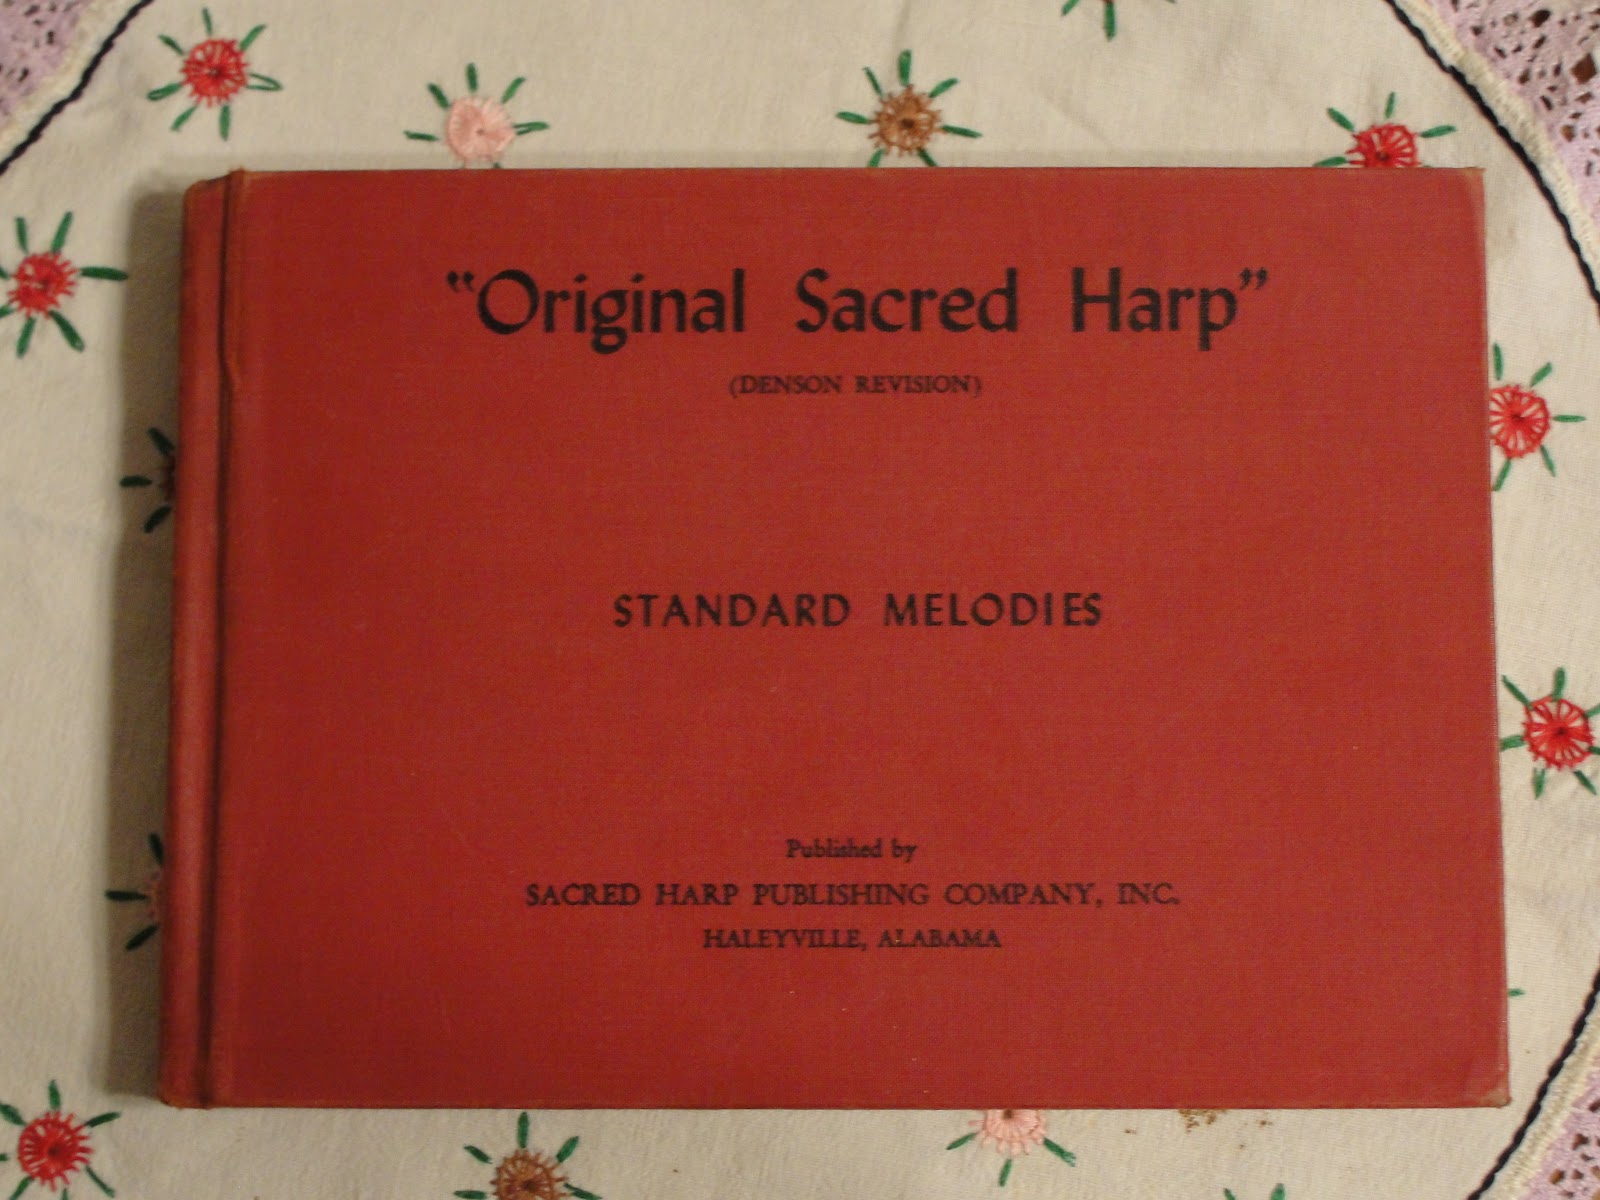 “Original Sacred Harp”
(DENSON REVISION)
STANDARD MELODIES
Published by
SACRED HARP PUBLISHING COMPANY, INC.
HALEYVILLE, ALABAMA